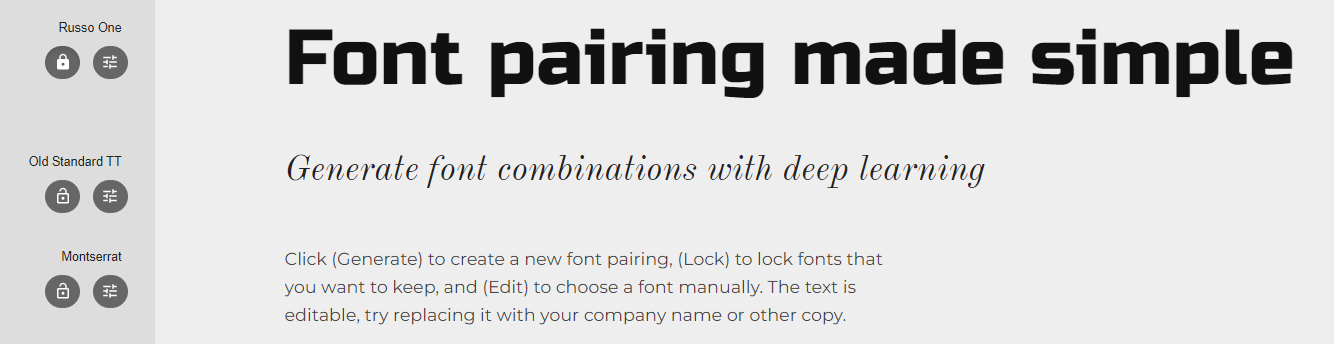 Russo One
Font pairing made simple
Old Standard TT
Generate font combinations with deep learning
Montserrat
Click (Generate) to create a new font pairing, (Lock) to lock fonts that
you want to keep, and (Edit) to choose a font manually. The text is
editable, try replacing it with your company name or other copy.